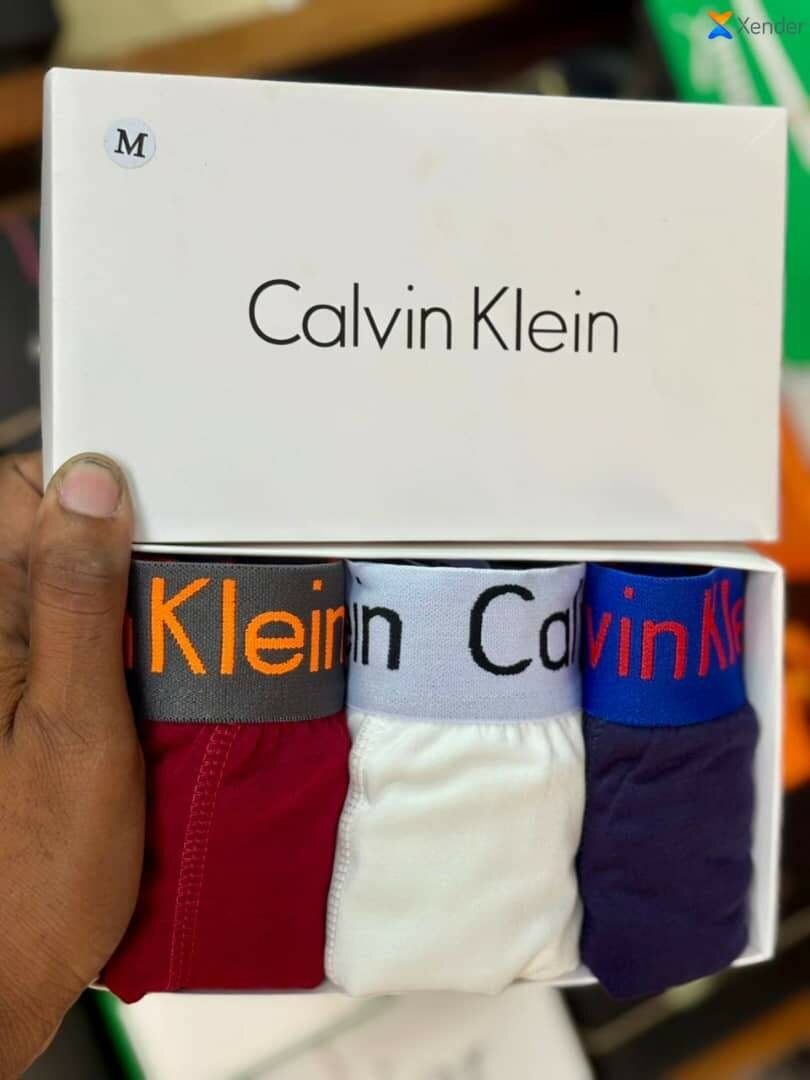 Xender
M
Calvin Klein
Klein
in Cal
vin Kle